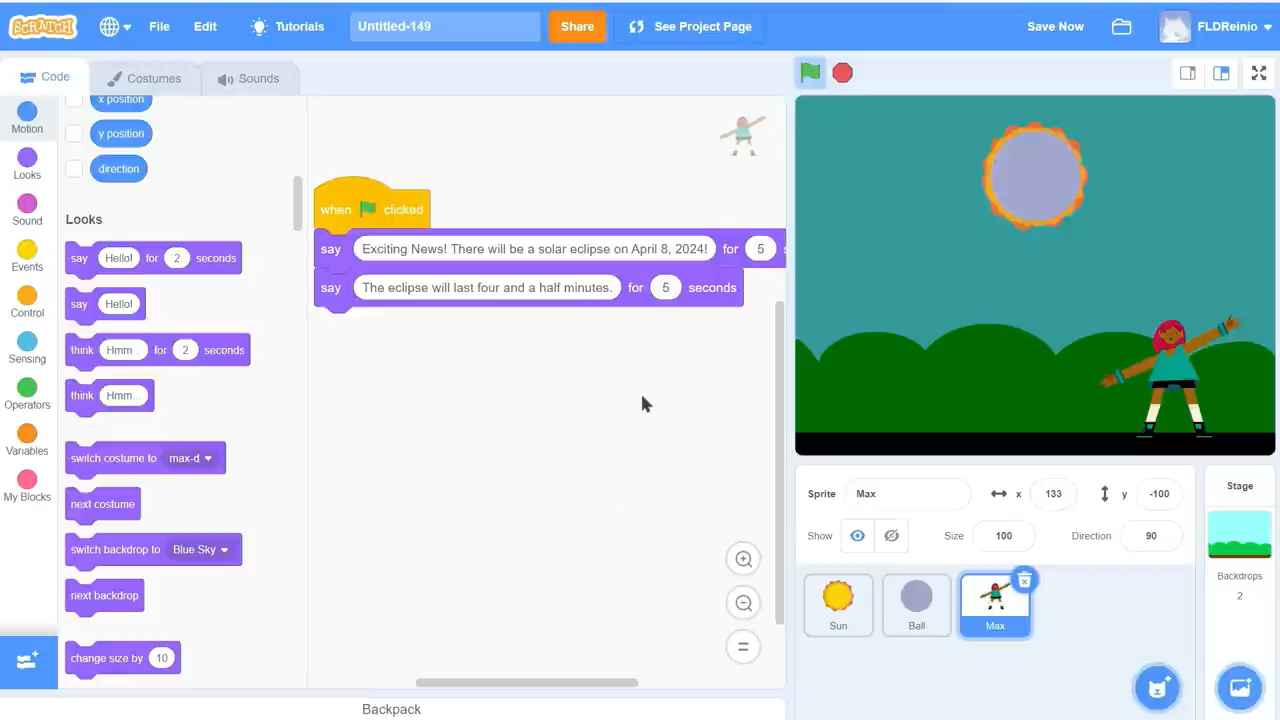 SCRATCH File Edit Tutorials Untitled-149 Share See Project Page Save Now FLDReinio
Code Costumes Sounds
Motion
Looks
Sound
Events
Control
Sensing
Operators
Variables
My Blocks
x position
y position
direction
Looks
say Hello! for 2 seconds
say Hello!
think Hmm... for 2 seconds
think Hmm...
switch costume to max-d
next costume
switch backdrop to Blue Sky
next backdrop
change size by 10
when clicked
say Exciting News! There will be a solar eclipse on April 8, 2024! for 5 s
say The eclipse will last four and a half minutes. for 5 seconds
Backpack
Sprite Max x 133 y -100
Show Size 100 Direction 90
Sun Ball Max
Stage
Backdrops
2